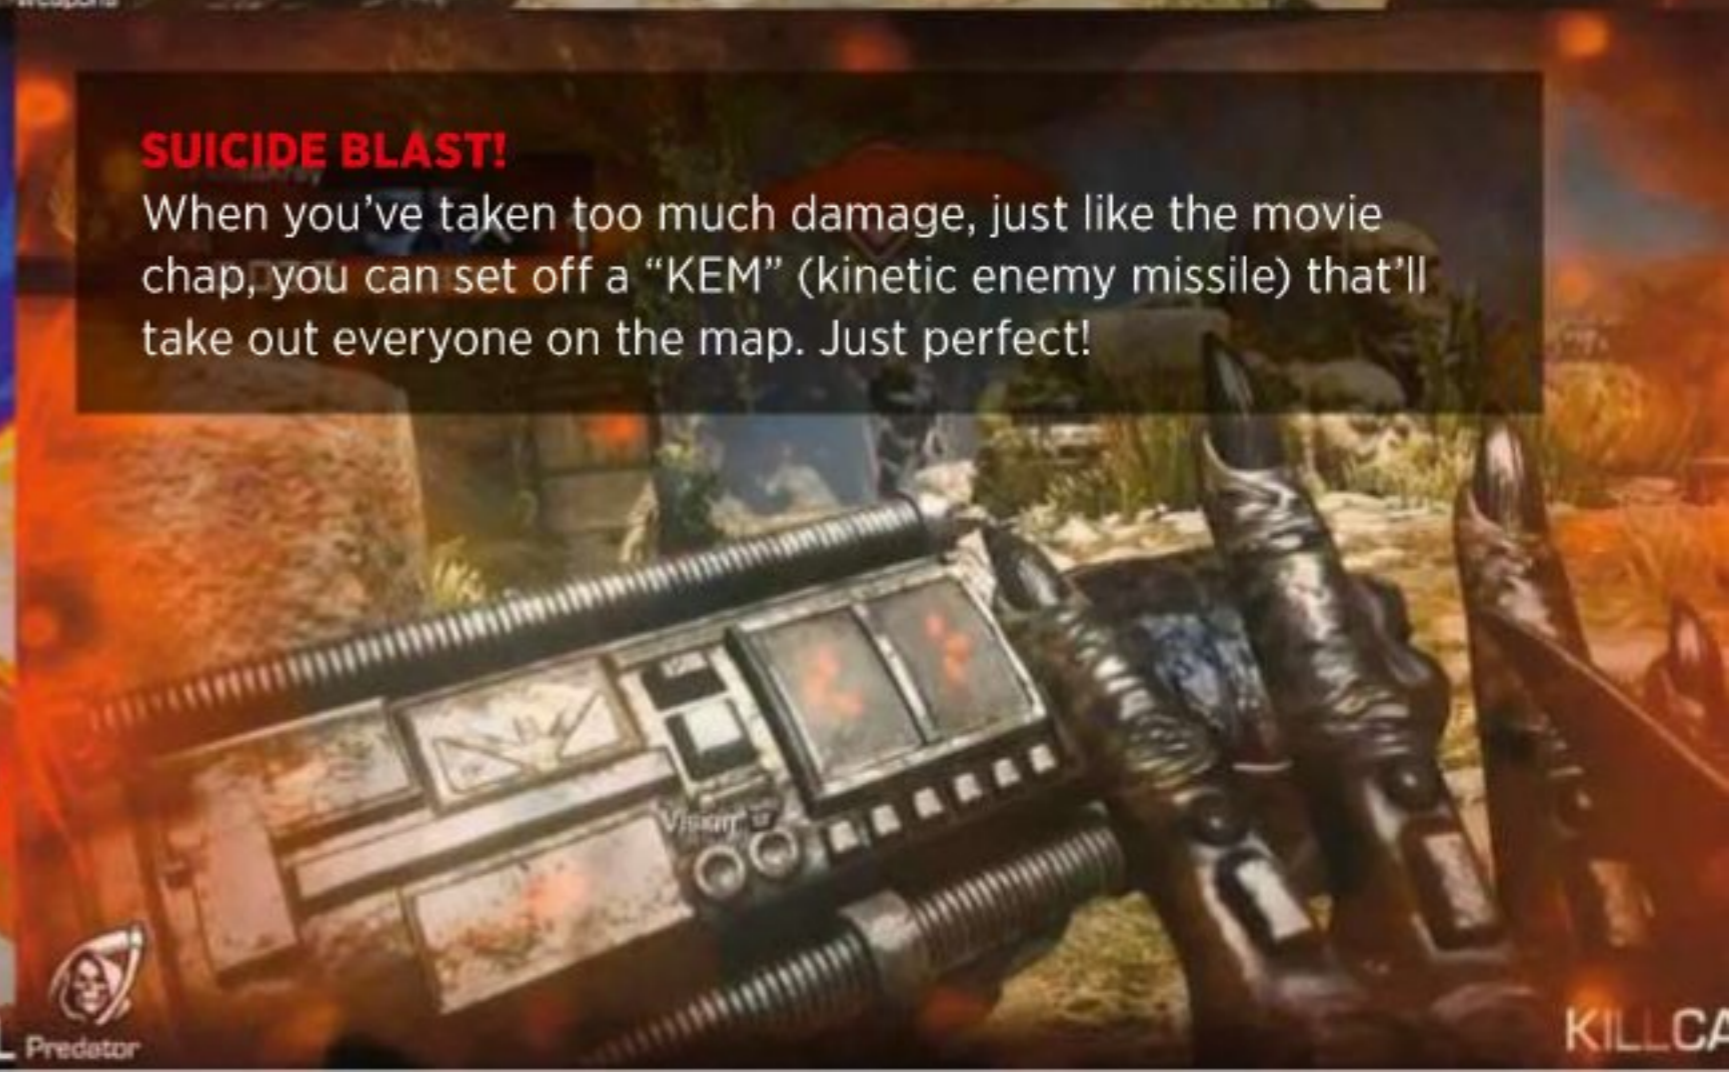 weapons
SUICIDE BLAST!
When you've taken too much damage, just like the movie
chap, you can set off a “KEM” (kinetic enemy missile) that'll
take out everyone on the map. Just perfect!
Predator
KILLCA